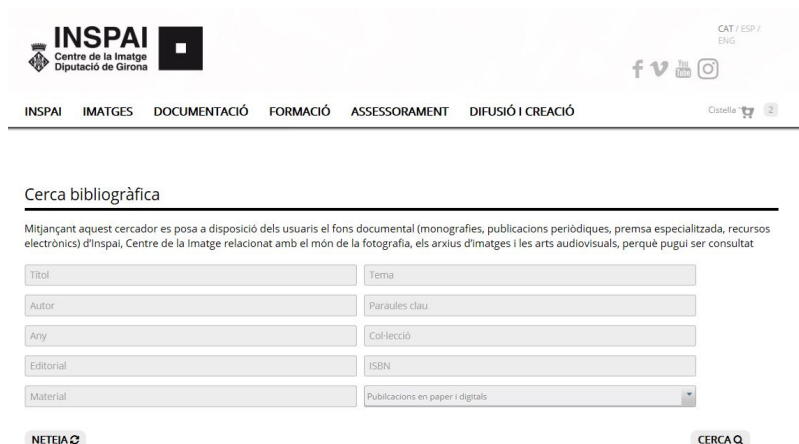 INSPAI
Centre de la Imatge
Diputació de Girona
CAT / ESP /
ENG
You
Tube
INSPAI IMATGES DOCUMENTACIÓ FORMACIÓ ASSESSORAMENT DIFUSIÓ I CREACIÓ Cistella 2
Cerca bibliogràfica
Mitjançant aquest cercador es posa a disposició dels usuaris el fons documental (monografies, publicacions periòdiques, premsa especialitzada, recursos
electrònics) d'Inspai, Centre de la Imatge relacionat amb el món de la fotografia, els arxius d'imatges i les arts audiovisuals, perquè pugui ser consultat
Títol Tema
Autor Paraules clau
Any Col·lecció
Editorial ISBN
Material Pubilcacions en paper i digitals
NETEJA CERCA